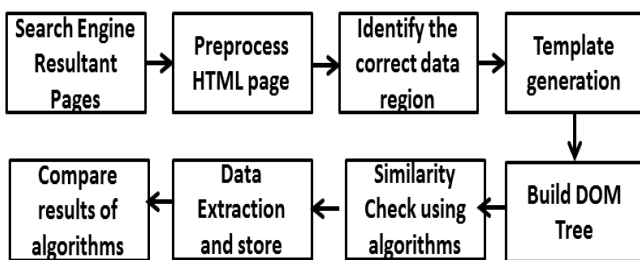 Search Engine
Resultant
Pages
Preprocess
HTML page
Identify the
correct data
region
Template
generation
Build DOM
Tree
Similarity
Check using
algorithms
Data
Extraction
and store
Compare
results of
algorithms